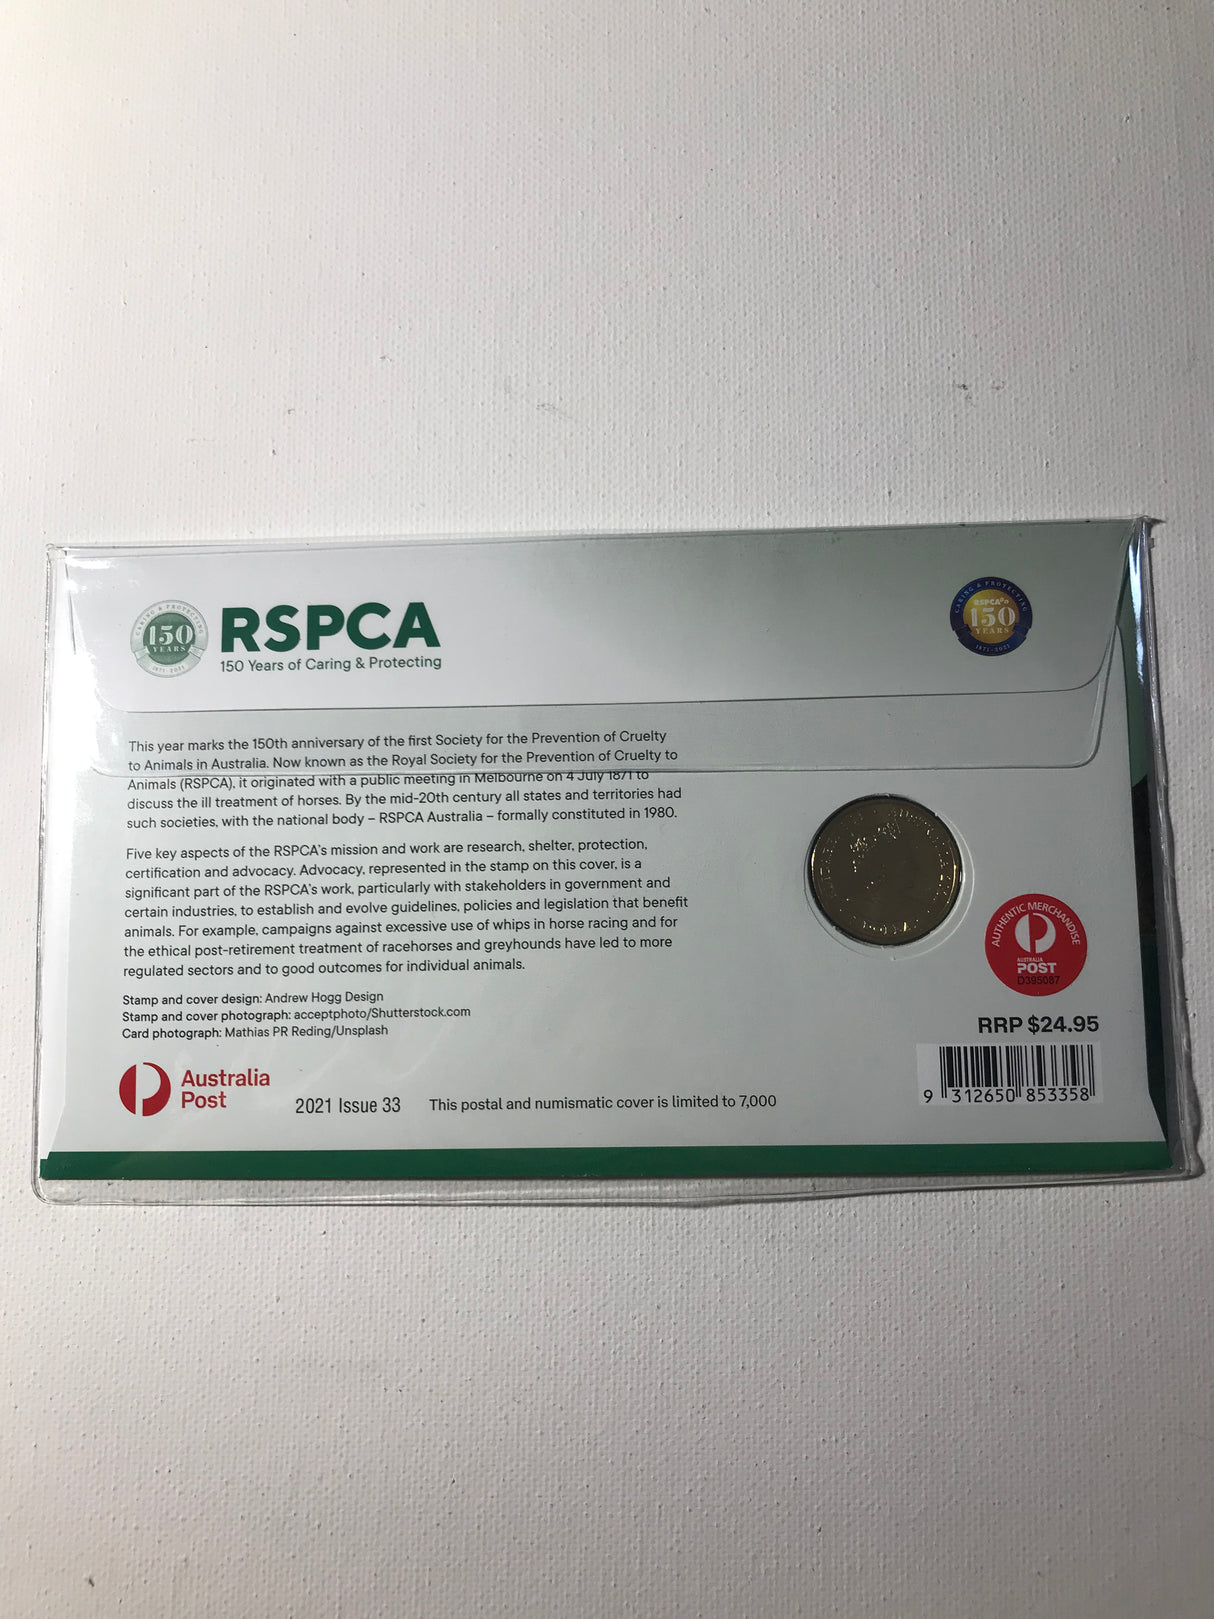 CARING & PROTECTING
150
YEARS
1871-2021
RSPCA
150 Years of Caring & Protecting
CARING & PROTECTING
RSPCA
150
YEARS
1871-2021
This year marks the 150th anniversary of the first Society for the Prevention of Cruelty
to Animals in Australia. Now known as the Royal Society for the Prevention of Cruelty to
Animals (RSPCA), it originated with a public meeting in Melbourne on 4 July 1871 to
discuss the ill treatment of horses. By the mid-20th century all states and territories had
such societies, with the national body – RSPCA Australia – formally constituted in 1980.
Five key aspects of the RSPCA's mission and work are research, shelter, protection,
certification and advocacy. Advocacy, represented in the stamp on this cover, is a
significant part of the RSPCA's work, particularly with stakeholders in government and
certain industries, to establish and evolve guidelines, policies and legislation that benefit
animals. For example, campaigns against excessive use of whips in horse racing and for
the ethical post-retirement treatment of racehorses and greyhounds have led to more
regulated sectors and to good outcomes for individual animals.
Stamp and cover design: Andrew Hogg Design
Stamp and cover photograph: acceptphoto/Shutterstock.com
Card photograph: Mathias PR Reding/Unsplash
Australia
Post
2021 Issue 33
This postal and numismatic cover is limited to 7,000
AUTHENTIC MERCHANDISE
AUSTRALIA
POST
D395087
RRP $24.95
9 312650 853358